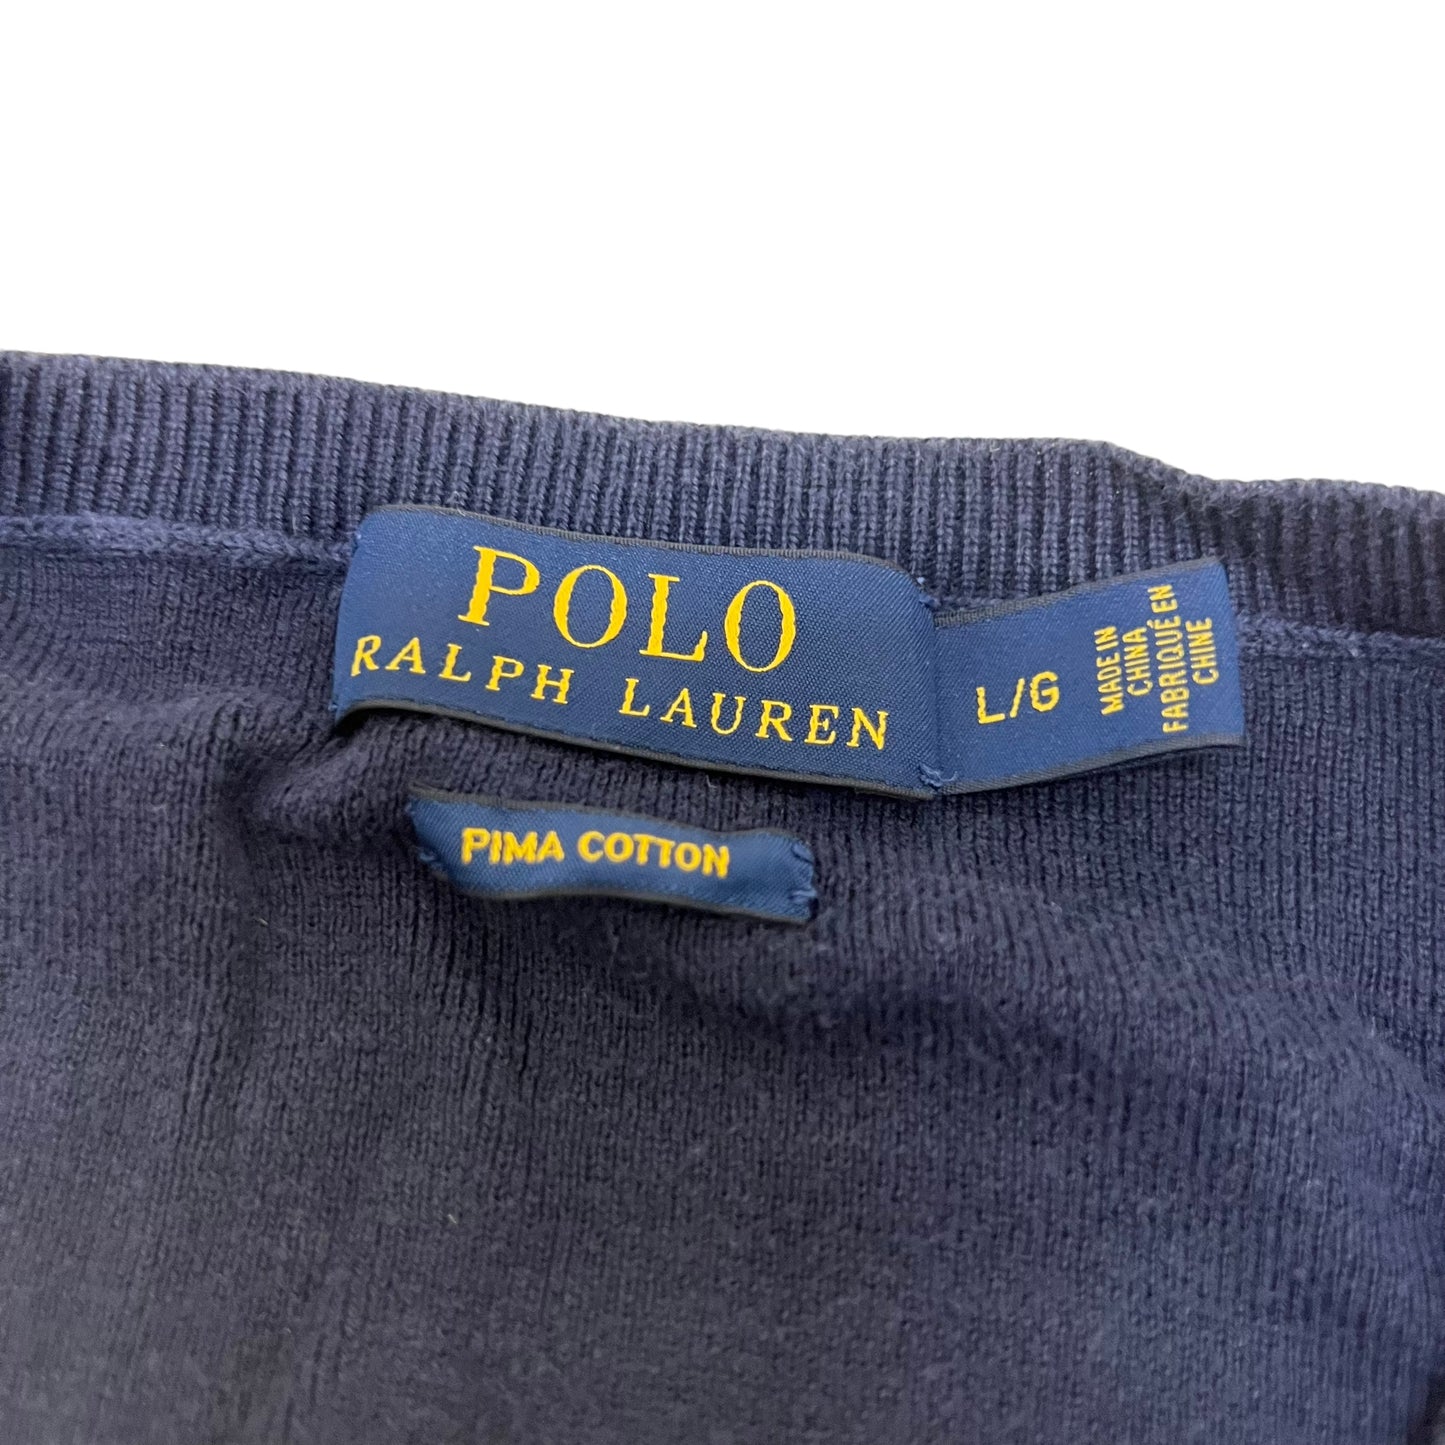 POLO
RALPH LAUREN
L/G
MADE IN
CHINA
FABRIQUÉ EN
CHINE
PIMA COTTON